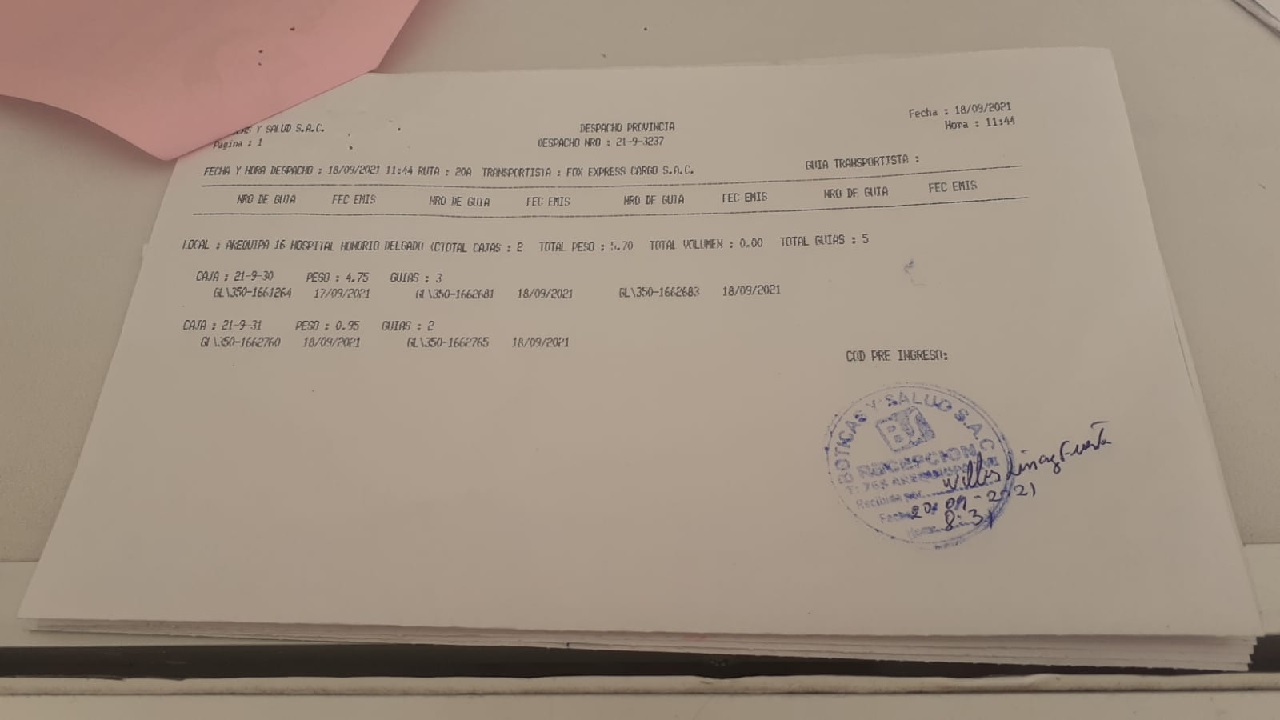 Y SALUD S.A.C.
Pagina : 1
DESPACHO PROVINCIA
DESPACHO NRO : 21-9-3237
Fecha : 18/09/2021
Hora : 11:44
FECHA Y HORA DESPACHO : 18/09/2021 11:44 RUTA : 20A TRANSPORTISTA : FOX EXPRESS CARGO S.A.C. GUIA TRANSPORTISTA :
NRO DE GUIA FEC EMIS NRO DE GUIA FEC EMIS NRO DE GUIA FEC EMIS NRO DE GUIA FEC EMIS
LOCAL : AREQUIPA 16 HOSPITAL HONORIO DELGADO (CTOTAL CAJAS : 2 TOTAL PESO : 5.70 TOTAL VOLUMEN : 0.00 TOTAL GUIAS : 5
CAJA : 21-9-30 PESO : 4.75 GUIAS : 3
GL\350-1661264 17/09/2021 GL\350-1662681 18/09/2021 GL\350-1662683 18/09/2021
CAJA : 21-9-31 PESO : 0.95 GUIAS : 2
GL\350-1662760 18/09/2021 GL\350-1662765 18/09/2021
COD PRE INGRESO:
BOTICAS Y SALUD S.A.C
RECEPCION
Recibido por
Fecha
8:31